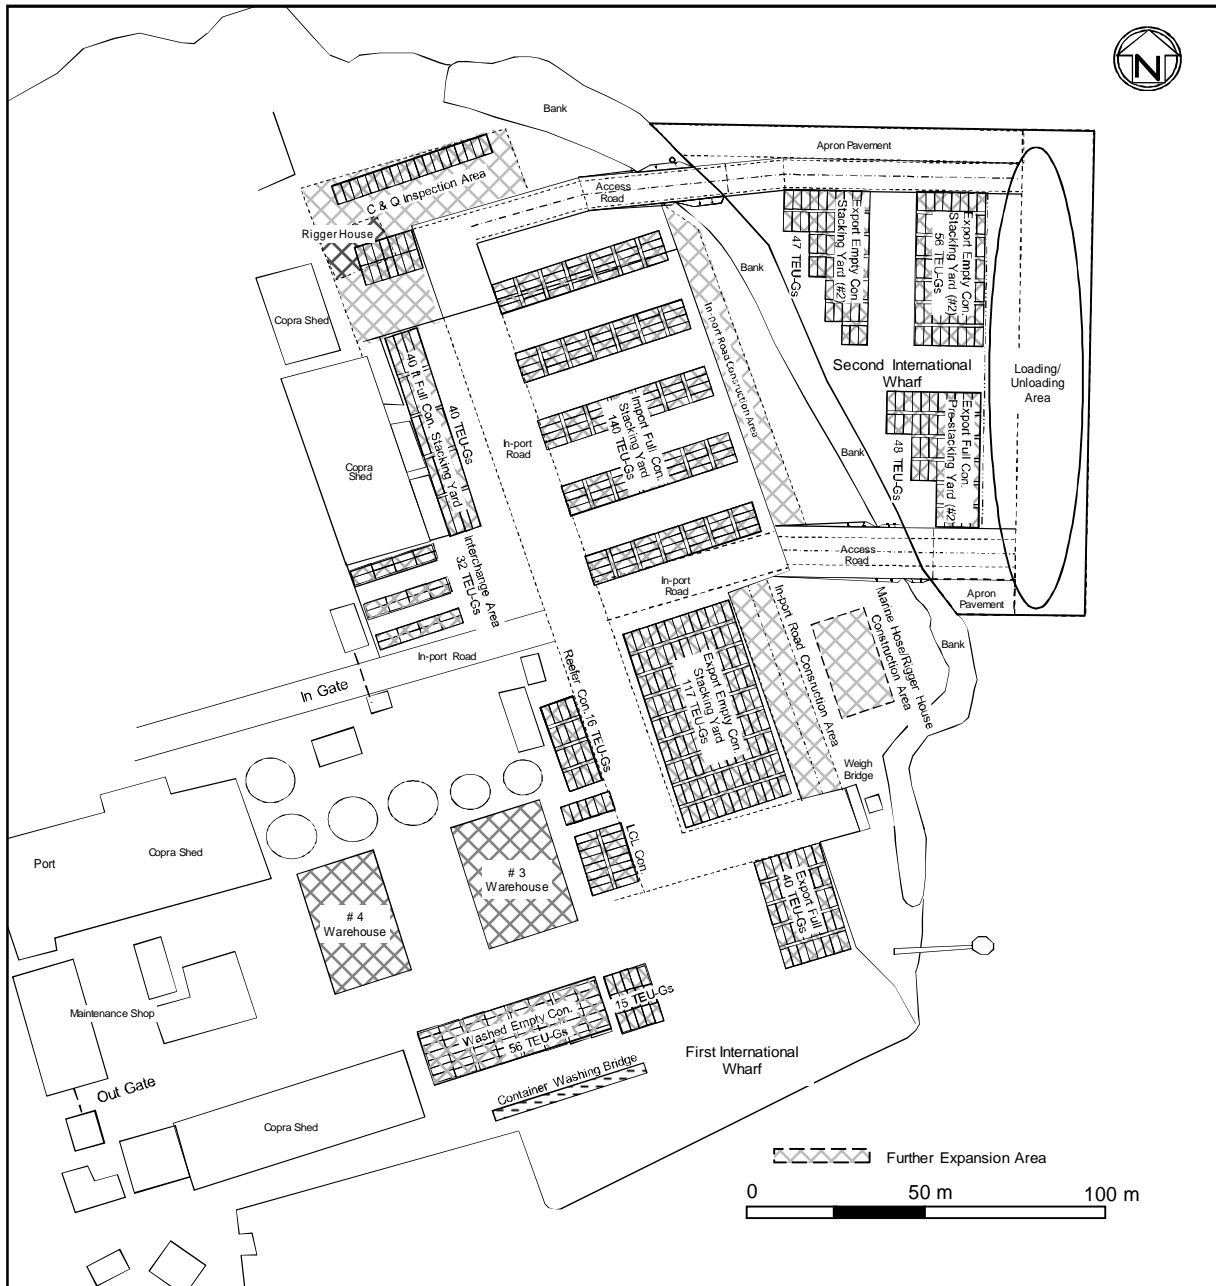 N
Bank
Apron Pavement
C & Q Inspection Area
Access
Road
Rigger House
Export Empty Con.
Stacking Yard (#2)
47 TEU-Gs
Export Empty Con.
Stacking Yard (#2)
56 TEU-Gs
Bank
Copra Shed
In-port Road Construction Area
Second International
Wharf
Loading/
Unloading
Area
40 ft Full Con. Stacking Yard
40 TEU-Gs
Import Full Con.
Stacking Yard
140 TEU-Gs
In-port
Road
Export Full Con.
Pre-stacking Yard (#2)
48 TEU-Gs
Bank
Copra
Shed
Interchange Area
32 TEU-Gs
Access
Road
In-port
Road
Apron
Pavement
In-port Road
In Gate
Reefer Con.16 TEU-Gs
Export Empty Con.
Stacking Yard
117 TEU-Gs
In-port Road Construction Area
Marine Hose/Rigger House
Construction Area
Bank
Weigh
Bridge
Port
Copra Shed
LCL Con.
# 3
Warehouse
# 4
Warehouse
Export Full
40 TEU-Gs
Maintenance Shop
Washed Empty Con.
56 TEU-Gs
15 TEU-Gs
Container Washing Bridge
First International
Wharf
Out Gate
Copra Shed
Further Expansion Area
0
50 m
100 m